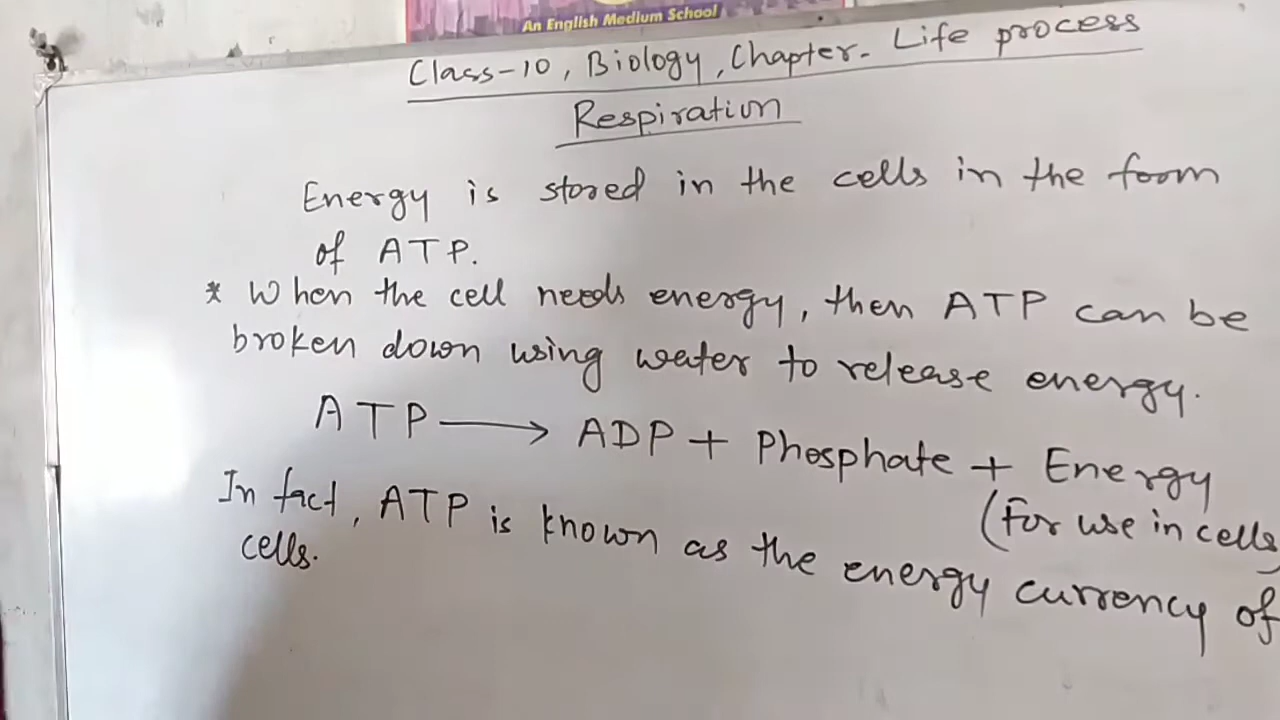 An English Medium School
Class-10, Biology, Chapter- Life process
Respiration
Energy is stored in the cells in the form
of ATP.
* When the cell needs energy, then ATP can be
broken down using water to release energy.
ATP → ADP + Phosphate + Energy
(For use in cells)
In fact, ATP is known as the energy currency of
cells.